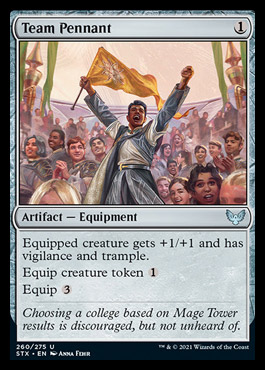 Team Pennant 1
Artifact — Equipment
Equipped creature gets +1/+1 and has
vigilance and trample.
Equip creature token 1
Equip 3
Choosing a college based on Mage Tower
results is discouraged, but not unheard of.
260/275 U
STX • EN Anna Fehr
™ & © 2021 Wizards of the Coast